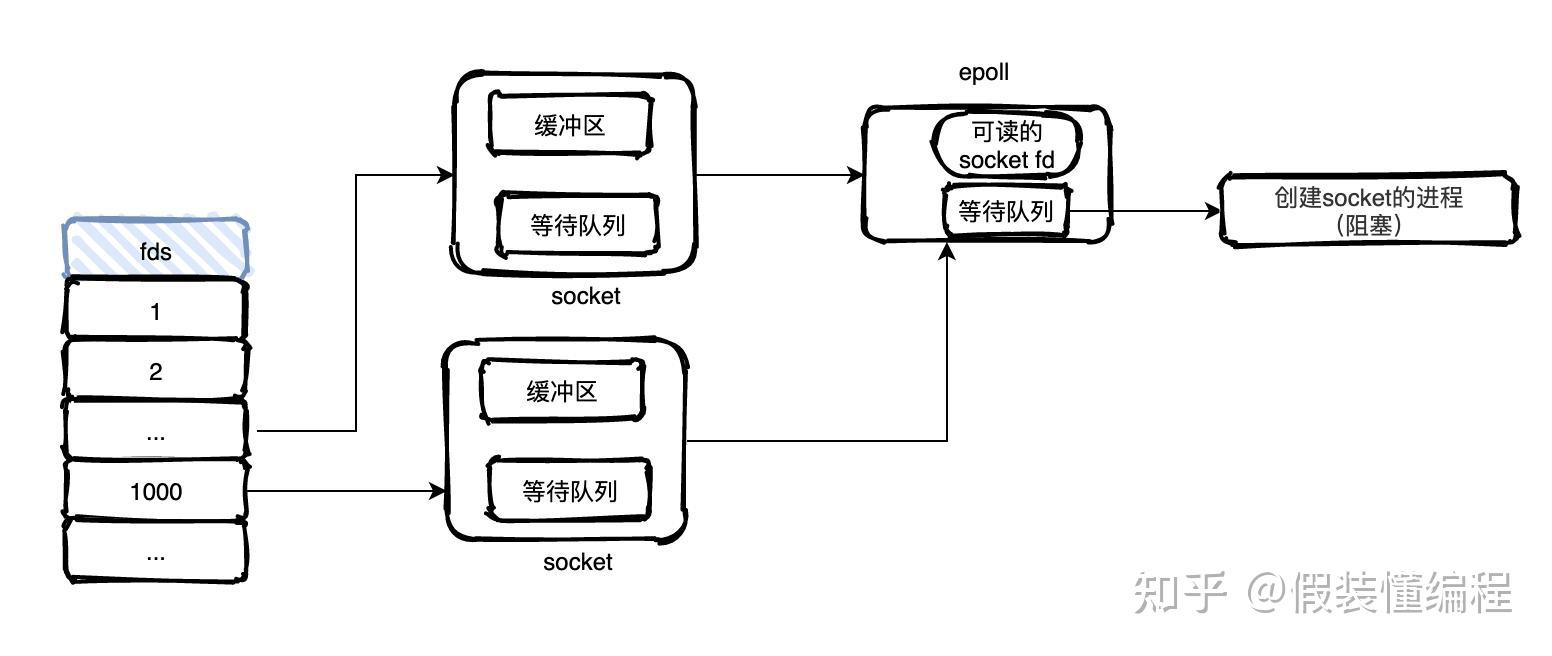 fds
1
2
...
1000
...
缓冲区
等待队列
socket
缓冲区
等待队列
socket
epoll
可读的
socket fd
等待队列
创建socket的进程
（阻塞）
知乎 @假装懂编程